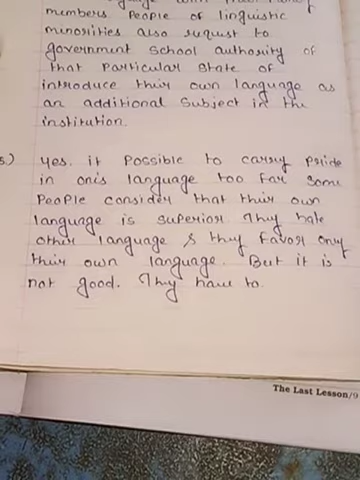 members People of linguistic
minorities also request to
government school authority of
that Particular State of
introduce their own language as
an additional Subject in the
institution.
5.) Yes. it Possible to carry pride
in one's language too far Some
People consider that their own
language is superior. They hate
other language & they favor only
their own language. But it is
not good. They have to
The Last Lesson/9